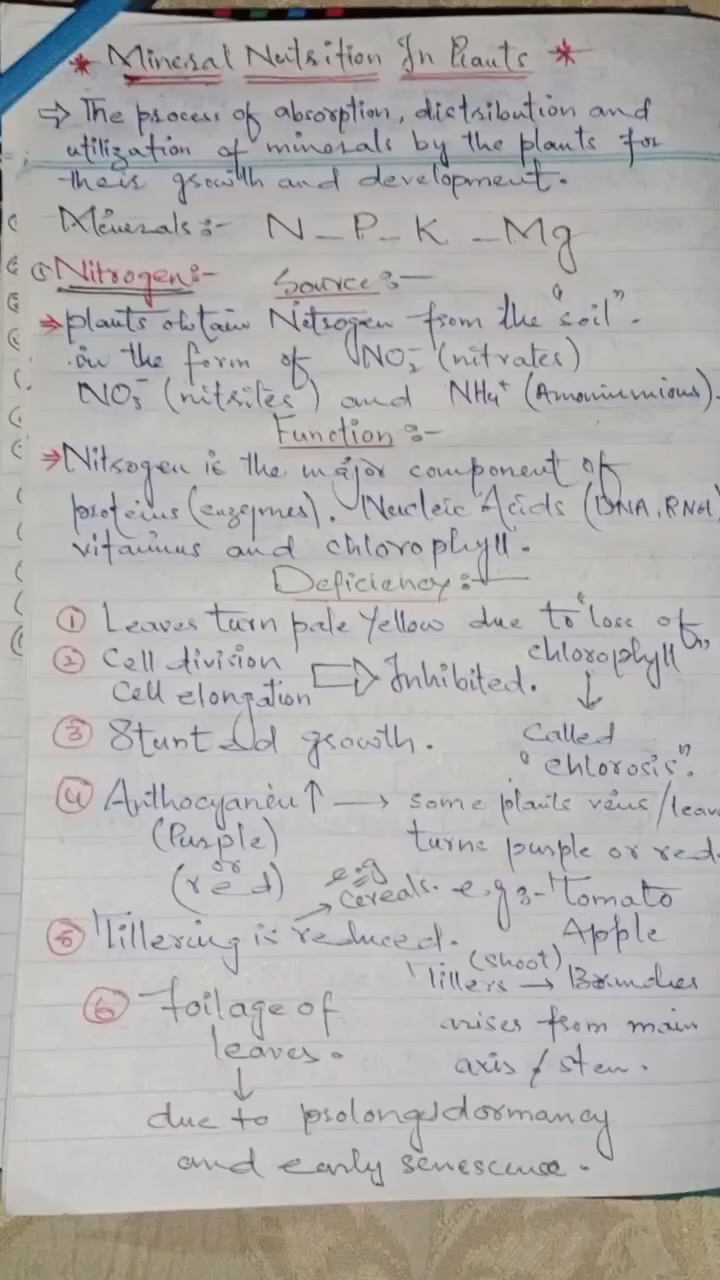 * Mineral Nutrition In Plants *
⇒ The process of absorption, distribution and
utilization of minerals by the plants for
their growth and development.
Minerals:- N - P - K - Mg
① Nitrogen:- Source:-
⇒ plants obtain Nitrogen from the "soil".
in the form of NO₂⁻ (nitrates)
NO₃⁻ (nitrites) and NH₄⁺ (Amoniumions).
Function:-
⇒ Nitrogen is the major component of
proteins (enzymes). Nucleic Acids (DNA, RNA)
vitamins and chlorophyll.
Deficiency:-
① Leaves turn pale Yellow due to "loss of
chlorophyll"
② Cell division
Cell elongation ⇒ Inhibited. ↓
③ Stunted growth. Called
"chlorosis".
④ Anthocyanin ↑ → some plants veins/leav
(Purple) turns purple or red.
or
(red) e.g cereals. e.g:- Tomato
⑤ Tillering is reduced. Apple
Tillers (shoot) → Branches
⑥ Foilage of arises from main
leaves. axis / stem.
↓
due to prolong dormancy
and early senescence.